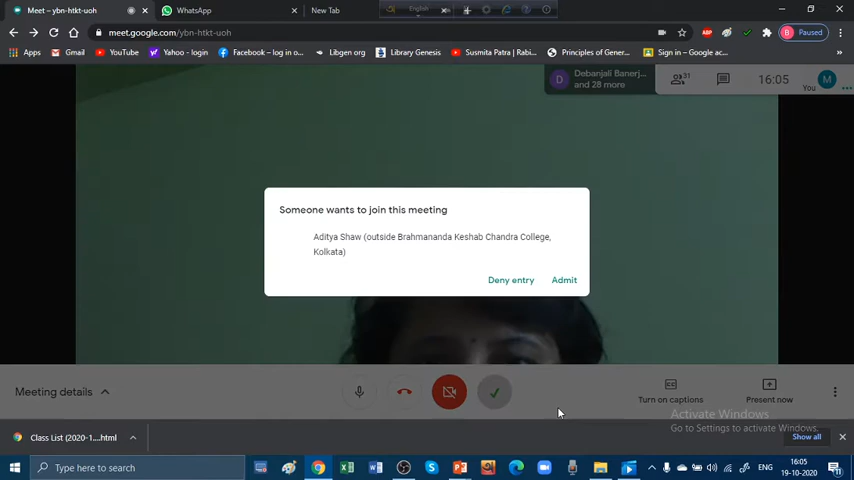 Meet – ybn-htkt-uoh
WhatsApp
New Tab
English
meet.google.com/ybn-htkt-uoh
Paused
Apps
Gmail
YouTube
Yahoo - login
Facebook – log in o...
Libgen org
Library Genesis
Susmita Patra | Rabi...
Principles of Gener...
Sign in – Google ac...
Debanjali Banerj...
and 28 more
31
16:05
You
M
Someone wants to join this meeting
Aditya Shaw (outside Brahmananda Keshab Chandra College,
Kolkata)
Deny entry
Admit
Meeting details
Turn on captions
Present now
Activate Windows
Go to Settings to activate Windows.
Class List (2020-1....html
Show all
Type here to search
ENG
16:05
19-10-2020